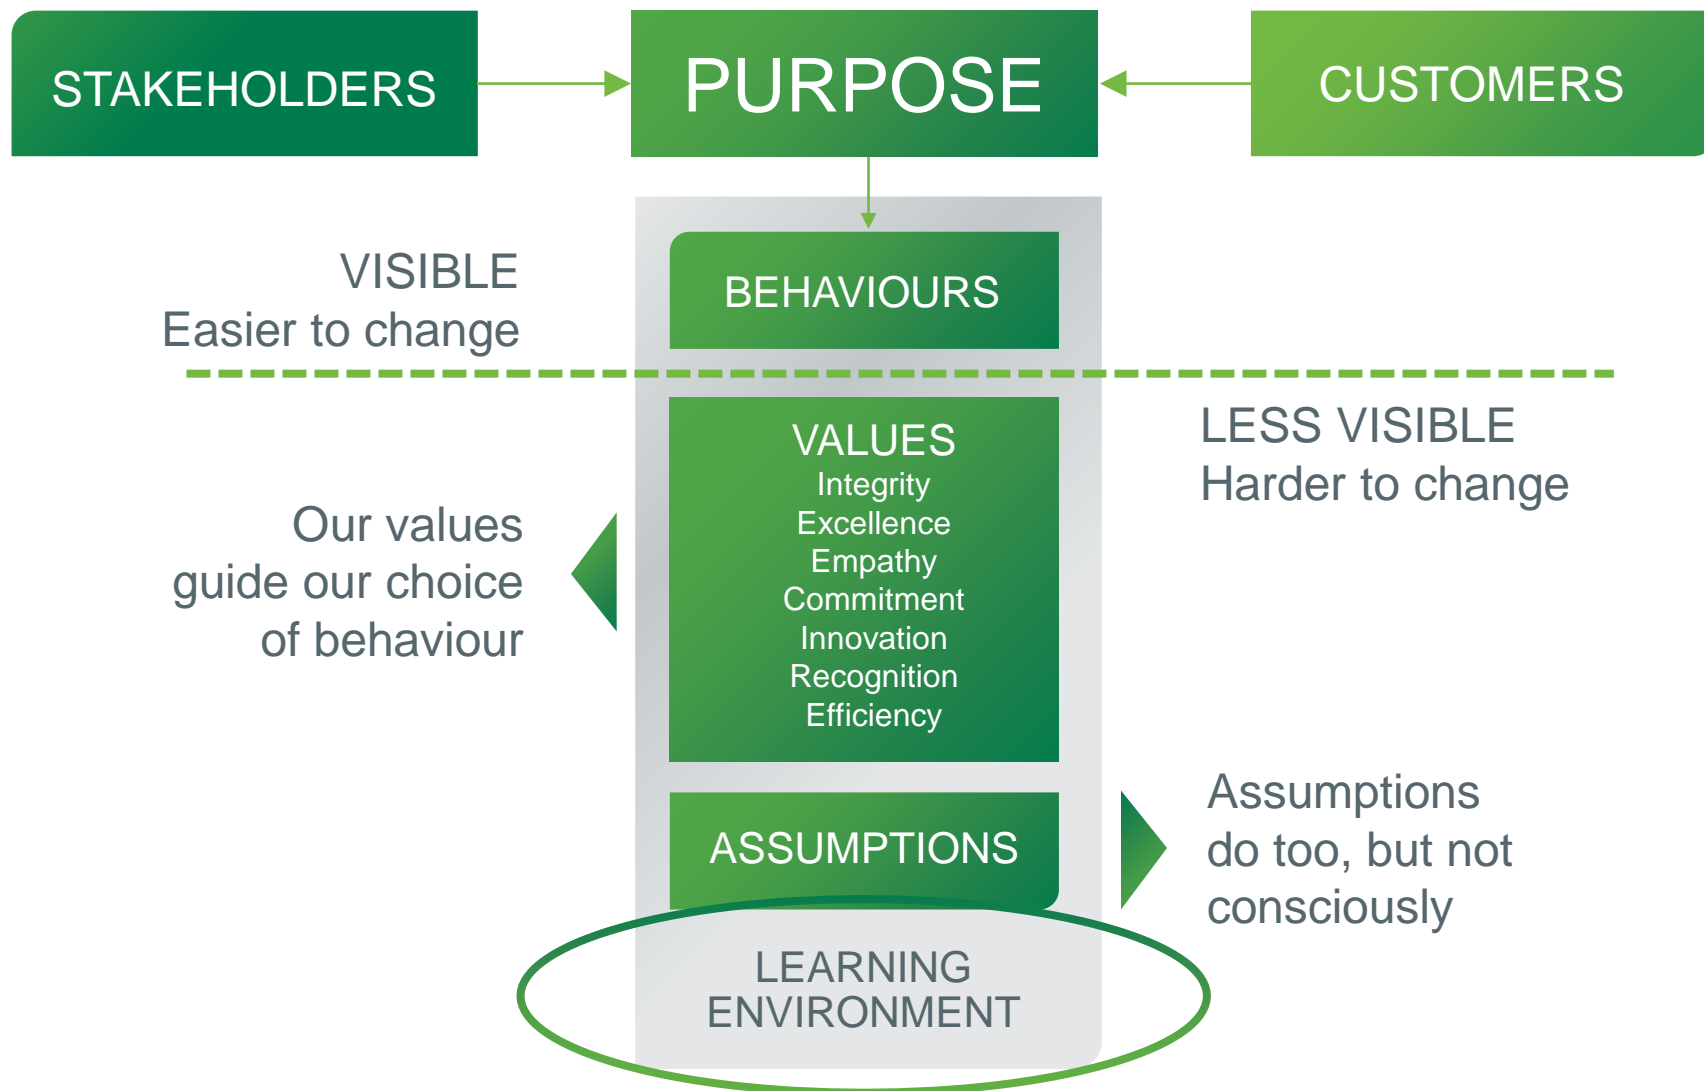 STAKEHOLDERS
PURPOSE
CUSTOMERS
VISIBLE
Easier to change
BEHAVIOURS
LESS VISIBLE
Harder to change
VALUES
Integrity
Excellence
Empathy
Commitment
Innovation
Recognition
Efficiency
Our values
guide our choice
of behaviour
ASSUMPTIONS
Assumptions
do too, but not
consciously
LEARNING
ENVIRONMENT